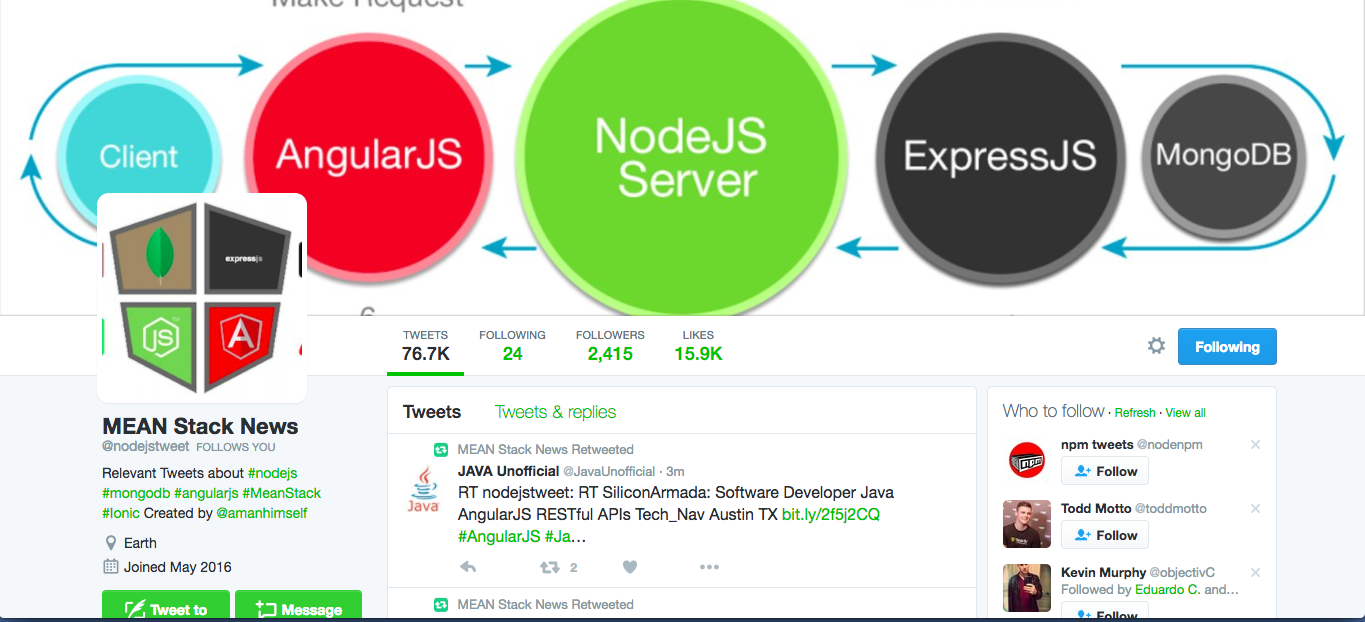 Make Request
Client
AngularJS
NodeJS
Server
ExpressJS
MongoDB
expressjs
JS
A
6
TWEETS
76.7K
FOLLOWING
24
FOLLOWERS
2,415
LIKES
15.9K
Following
MEAN Stack News
@nodejstweet FOLLOWS YOU
Relevant Tweets about #nodejs
#mongodb #angularjs #MeanStack
#Ionic Created by @amanhimself
Earth
Joined May 2016
Tweet to
Message
Tweets
Tweets & replies
MEAN Stack News Retweeted
JAVA Unofficial @JavaUnofficial · 3m
RT nodejstweet: RT SiliconArmada: Software Developer Java
AngularJS RESTful APIs Tech_Nav Austin TX bit.ly/2f5j2CQ
#AngularJS #Ja…
2
Java
MEAN Stack News Retweeted
Who to follow · Refresh · View all
npm tweets @nodenpm
Follow
npm
Todd Motto @toddmotto
Follow
Kevin Murphy @objectivC
Followed by Eduardo C. and...
Follow